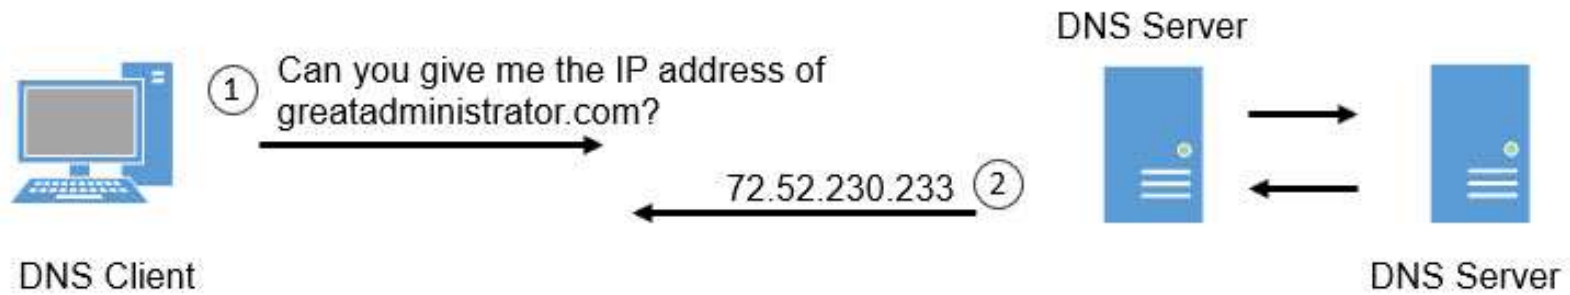 DNS Server
1
Can you give me the IP address of
greatadministrator.com?
72.52.230.233
2
DNS Client
DNS Server